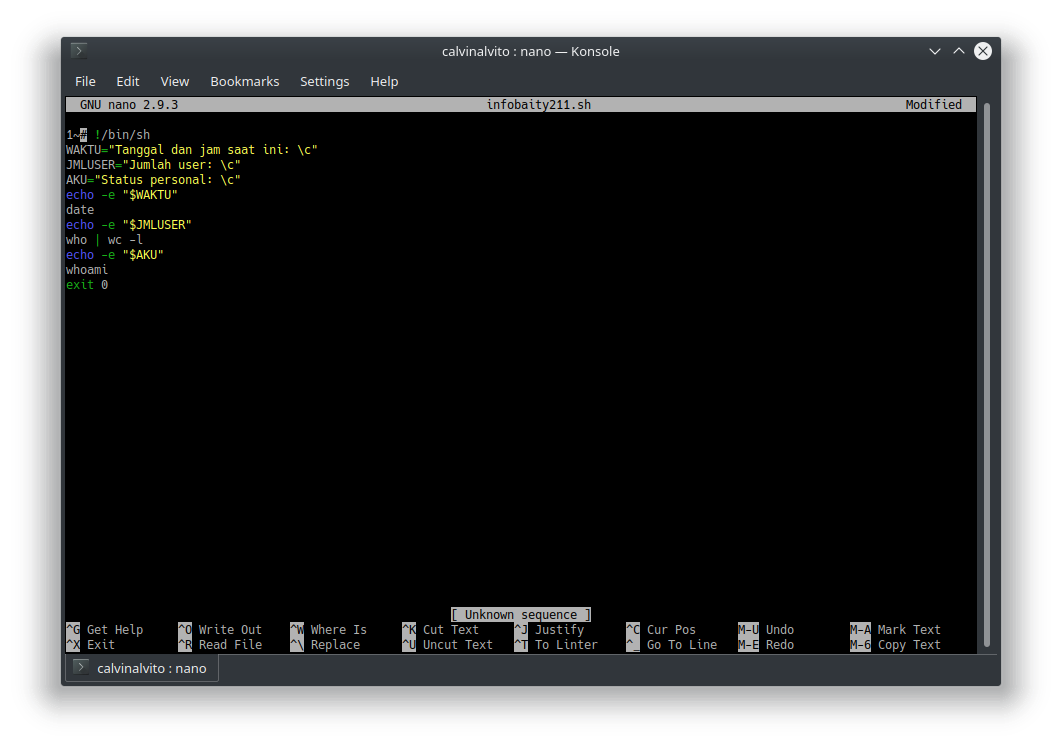 calvinalvito : nano — Konsole
File Edit View Bookmarks Settings Help
GNU nano 2.9.3 infobaity211.sh Modified
1~# !/bin/sh
WAKTU="Tanggal dan jam saat ini: \c"
JMLUSER="Jumlah user: \c"
AKU="Status personal: \c"
echo -e "$WAKTU"
date
echo -e "$JMLUSER"
who | wc -l
echo -e "$AKU"
whoami
exit 0
[ Unknown sequence ]
^G Get Help ^O Write Out ^W Where Is ^K Cut Text ^J Justify ^C Cur Pos M-U Undo M-A Mark Text
^X Exit ^R Read File ^\ Replace ^U Uncut Text ^T To Linter ^_ Go To Line M-E Redo M-6 Copy Text
calvinalvito : nano